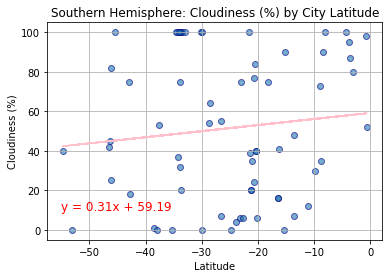 Southern Hemisphere: Cloudiness (%) by City Latitude
100
80
60
40
20
0
Cloudiness (%)
y = 0.31x + 59.19
−50 −40 −30 −20 −10 0
Latitude